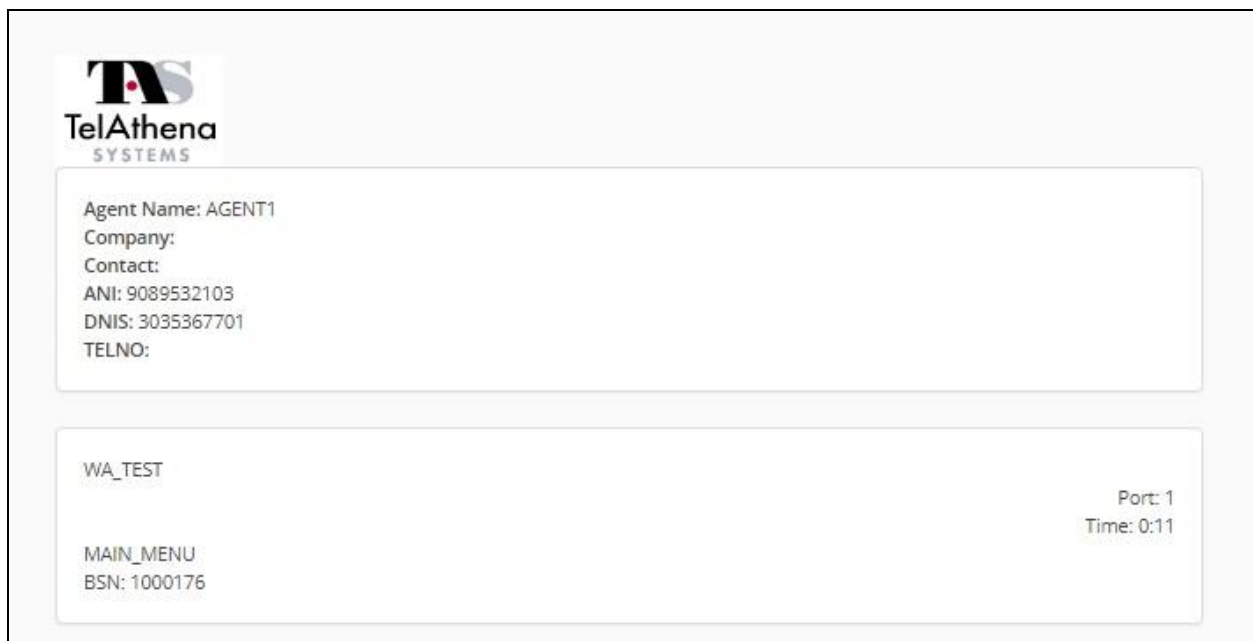 TAS
TelAthena
SYSTEMS
Agent Name: AGENT1
Company:
Contact:
ANI: 9089532103
DNIS: 3035367701
TELNO:
WA_TEST
Port: 1
Time: 0:11
MAIN_MENU
BSN: 1000176